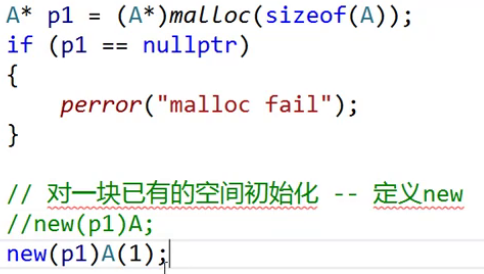 A* p1 = (A*)malloc(sizeof(A));
if (p1 == nullptr)
{
perror("malloc fail");
}
// 对一块已有的空间初始化 -- 定义new
//new(p1)A;
new(p1)A(1);